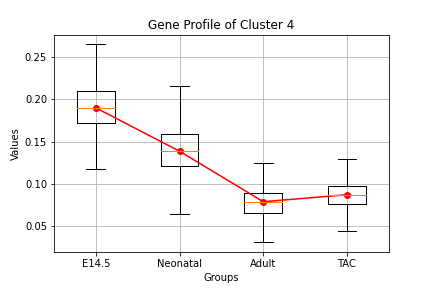 Gene Profile of Cluster 4
0.25
0.20
0.15
0.10
0.05
Values
E14.5 Neonatal Adult TAC
Groups